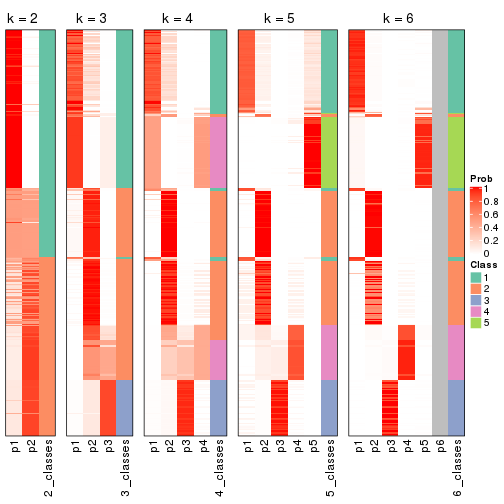 k = 2
k = 3
k = 4
k = 5
k = 6
p1
p2
2_classes
p1
p2
p3
3_classes
p1
p2
p3
p4
4_classes
p1
p2
p3
p4
p5
5_classes
p1
p2
p3
p4
p5
p6
6_classes
Prob
1
0.8
0.6
0.4
0.2
0
Class
1
2
3
4
5